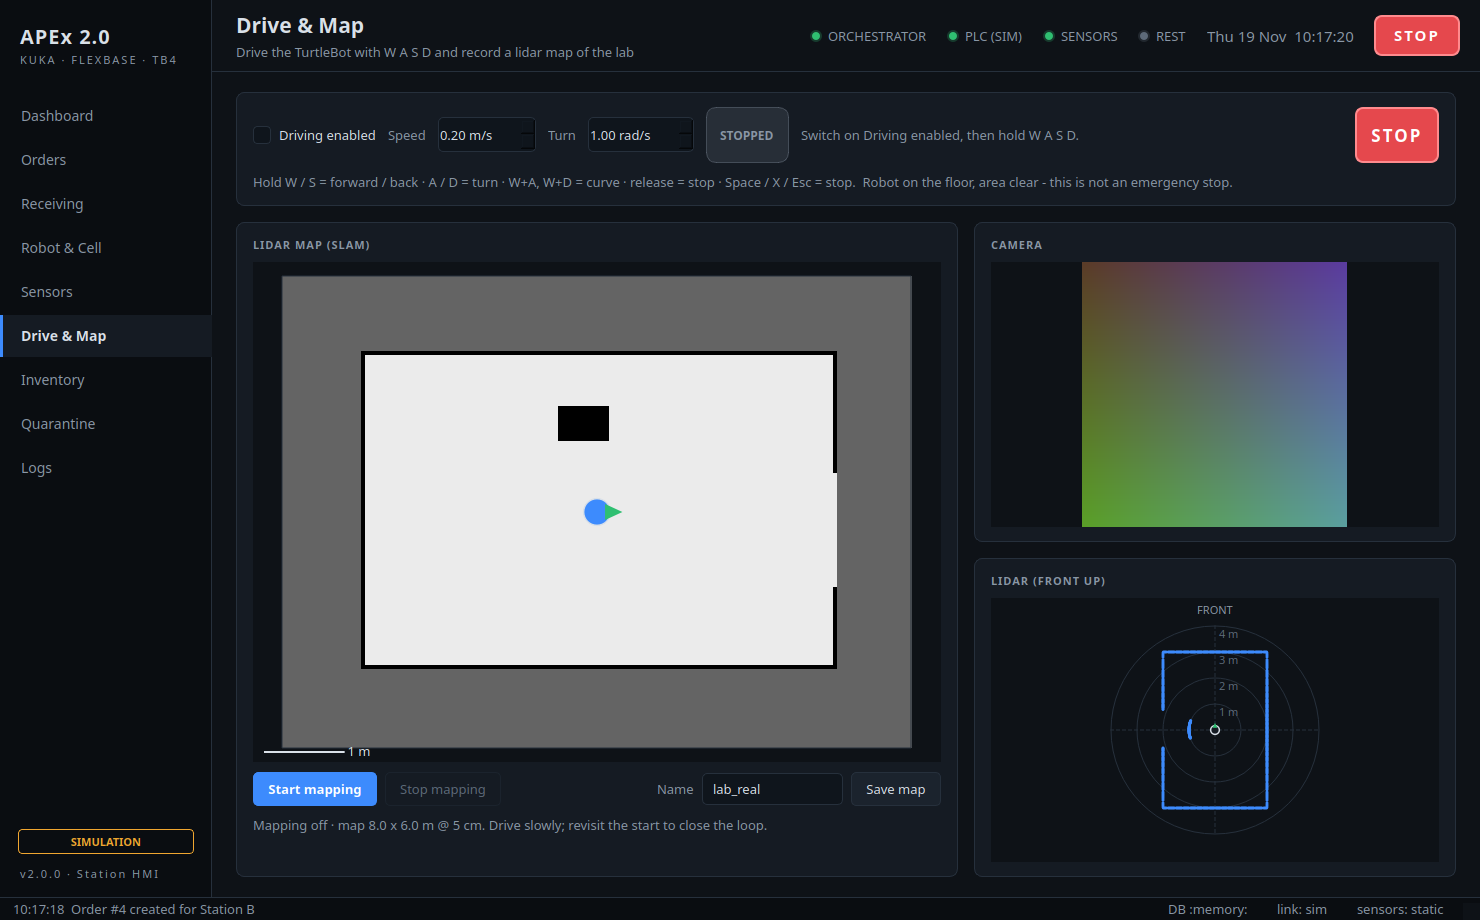 APEx 2.0
KUKA · FLEXBASE · TB4
Dashboard
Orders
Receiving
Robot & Cell
Sensors
Drive & Map
Inventory
Quarantine
Logs
SIMULATION
v2.0.0 · Station HMI
Drive & Map
Drive the TurtleBot with W A S D and record a lidar map of the lab
ORCHESTRATOR PLC (SIM) SENSORS REST Thu 19 Nov 10:17:20 STOP
Driving enabled Speed 0.20 m/s Turn 1.00 rad/s STOPPED Switch on Driving enabled, then hold W A S D. STOP
Hold W / S = forward / back · A / D = turn · W+A, W+D = curve · release = stop · Space / X / Esc = stop. Robot on the floor, area clear - this is not an emergency stop.
LIDAR MAP (SLAM)
1 m
Start mapping Stop mapping Name lab_real Save map
Mapping off · map 8.0 x 6.0 m @ 5 cm. Drive slowly; revisit the start to close the loop.
CAMERA
LIDAR (FRONT UP)
FRONT
4 m
3 m
2 m
1 m
10:17:18 Order #4 created for Station B
DB :memory: link: sim sensors: static